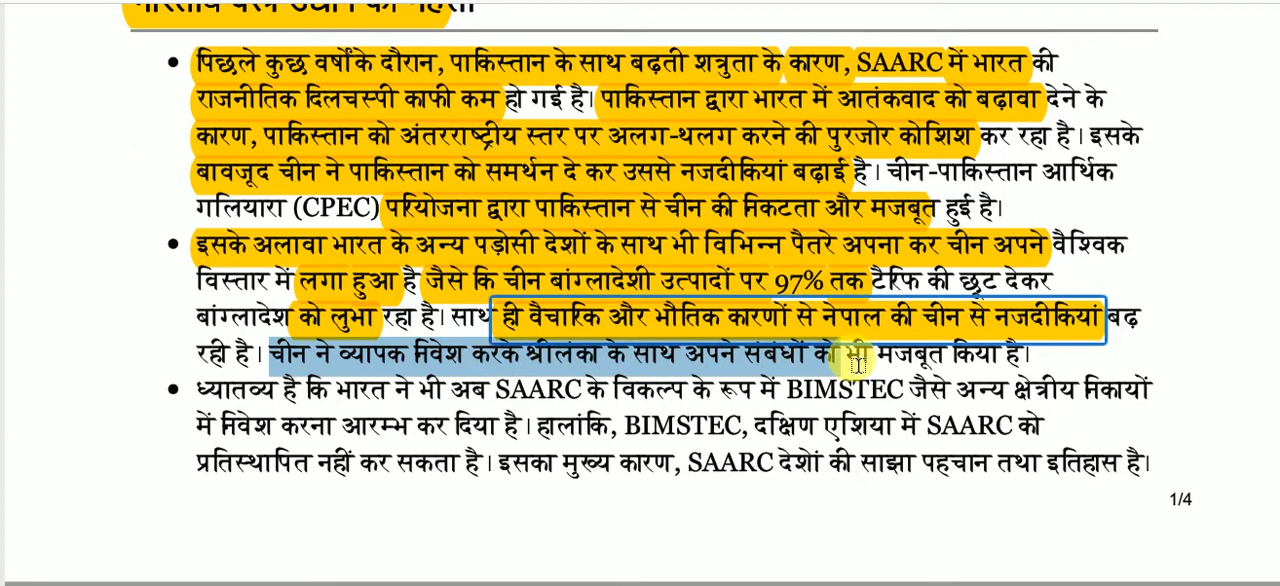 पिछले कुछ वर्षोंके दौरान, पाकिस्तान के साथ बढ़ती शत्रुता के कारण, SAARC में भारत की
राजनीतिक दिलचस्पी काफी कम हो गई है। पाकिस्तान द्वारा भारत में आतंकवाद को बढ़ावा देने के
कारण, पाकिस्तान को अंतरराष्ट्रीय स्तर पर अलग-थलग करने की पुरजोर कोशिश कर रहा है। इसके
बावजूद चीन ने पाकिस्तान को समर्थन दे कर उससे नजदीकियां बढ़ाई है। चीन-पाकिस्तान आर्थिक
गलियारा (CPEC) परियोजना द्वारा पाकिस्तान से चीन की निकटता और मजबूत हुई है।
इसके अलावा भारत के अन्य पड़ोसी देशों के साथ भी विभिन्न पैतरे अपना कर चीन अपने वैश्विक
विस्तार में लगा हुआ है जैसे कि चीन बांग्लादेशी उत्पादों पर 97% तक टैरिफ की छूट देकर
बांग्लादेश को लुभा रहा है। साथ ही वैचारिक और भौतिक कारणों से नेपाल की चीन से नजदीकियां बढ़
रही है। चीन ने व्यापक निवेश करके श्रीलंका के साथ अपने संबंधों को भी मजबूत किया है।
ध्यातव्य है कि भारत ने भी अब SAARC के विकल्प के रूप में BIMSTEC जैसे अन्य क्षेत्रीय निकायों
में निवेश करना आरम्भ कर दिया है। हालांकि, BIMSTEC, दक्षिण एशिया में SAARC को
प्रतिस्थापित नहीं कर सकता है। इसका मुख्य कारण, SAARC देशों की साझा पहचान तथा इतिहास है।
1/4